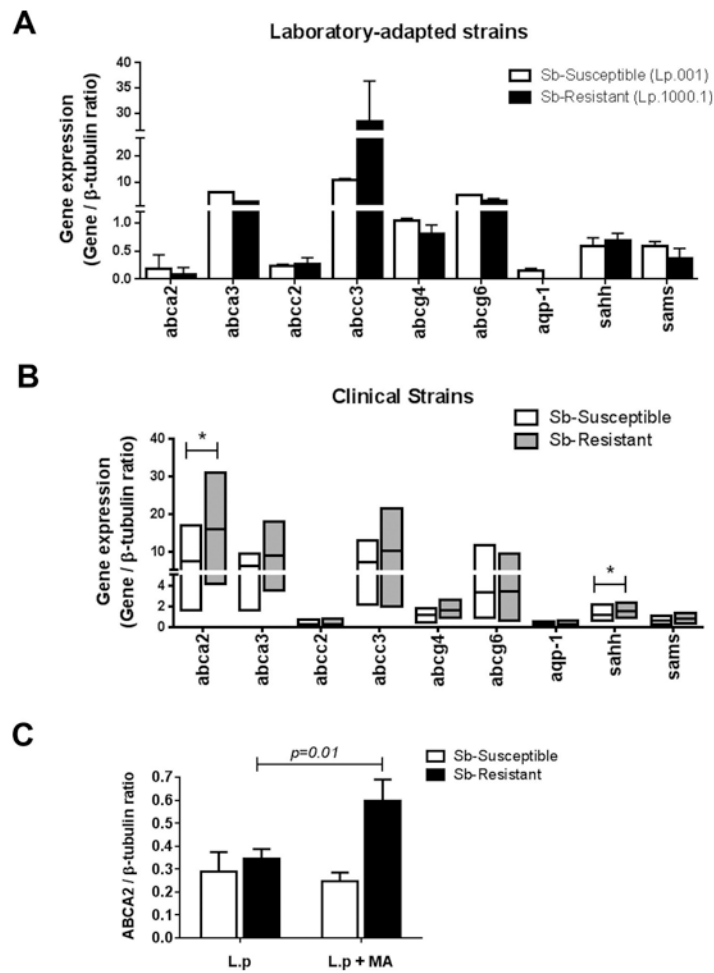 A
Laboratory-adapted strains
Gene expression
(Gene / β-tubulin ratio)
40
30
20
10
1.0
0.5
0.0
Sb-Susceptible (Lp.001)
Sb-Resistant (Lp.1000.1)
abca2
abca3
abcc2
abcc3
abcg4
abcg6
aqp-1
sahh
sams
B
Clinical Strains
Gene expression
(Gene / β-tubulin ratio)
40
30
20
10
4
2
0
Sb-Susceptible
Sb-Resistant
*
*
abca2
abca3
abcc2
abcc3
abcg4
abcg6
aqp-1
sahh
sams
C
ABCA2 / β-tubulin ratio
0.7
0.6
0.5
0.4
0.3
0.2
0.1
0.0
p=0.01
Sb-Susceptible
Sb-Resistant
L.p
L.p + MA